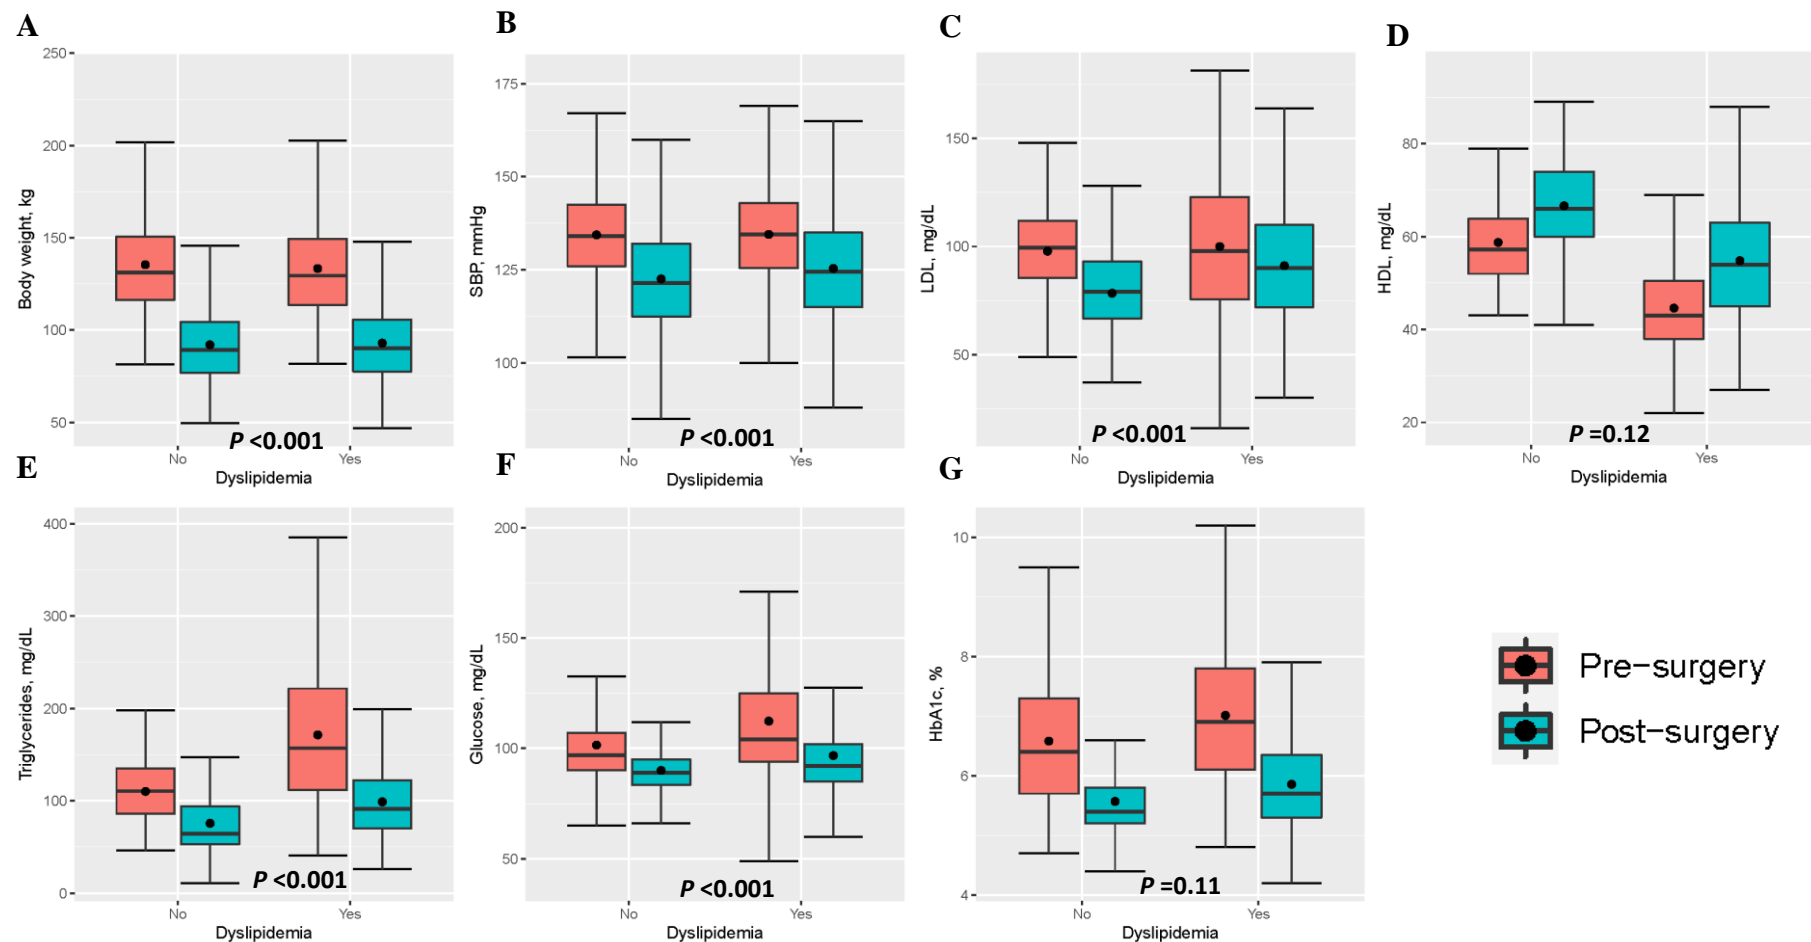 A
250
200
150
100
50
Body weight, kg
P <0.001
No
Yes
Dyslipidemia
B
175
150
125
100
SBP, mmHg
P <0.001
No
Yes
Dyslipidemia
C
150
100
50
LDL, mg/dL
P <0.001
No
Yes
Dyslipidemia
D
80
60
40
20
HDL, mg/dL
P =0.12
No
Yes
Dyslipidemia
E
400
300
200
100
0
Triglycerides, mg/dL
P <0.001
No
Yes
Dyslipidemia
F
200
150
100
50
Glucose, mg/dL
P <0.001
No
Yes
Dyslipidemia
G
10
8
6
4
HbA1c, %
P =0.11
No
Yes
Dyslipidemia
Pre−surgery
Post−surgery